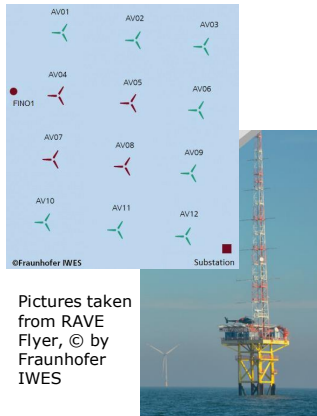 AV01
AV02
AV03
AV04
AV05
AV06
FINO1
AV07
AV08
AV09
AV10
AV11
AV12
©Fraunhofer IWES
Substation
Pictures taken
from RAVE
Flyer, © by
Fraunhofer
IWES